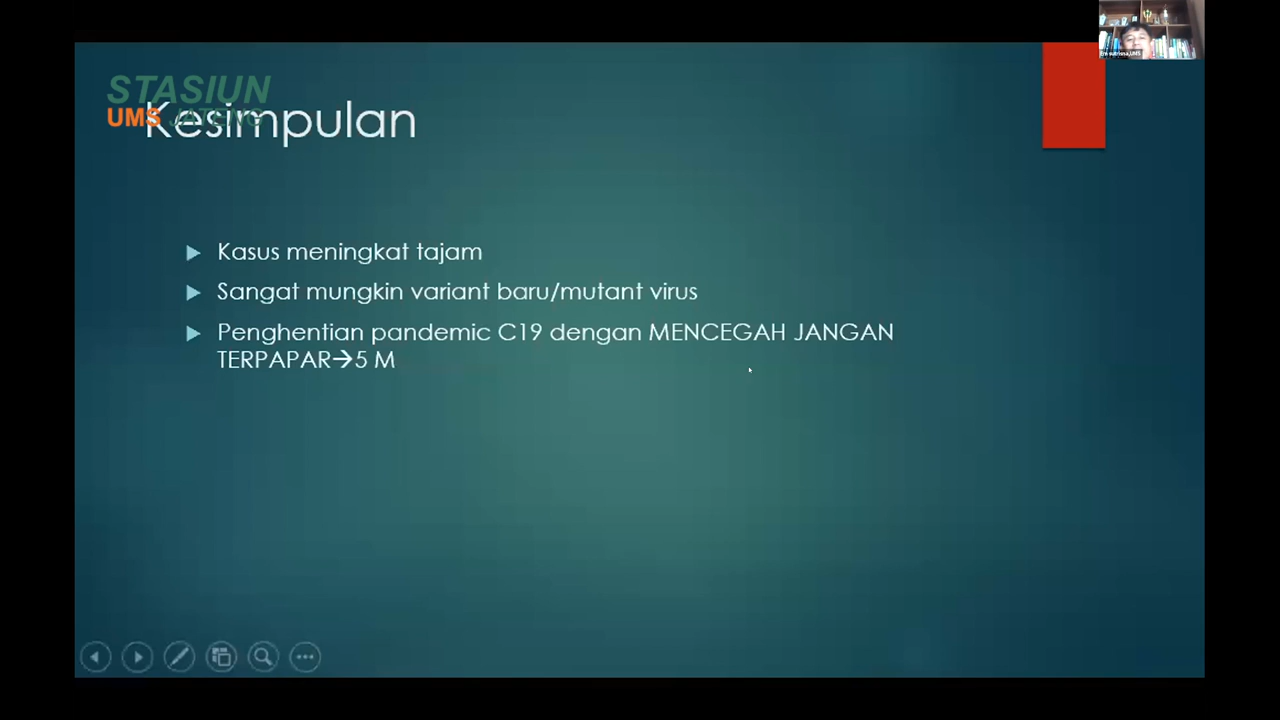 STASIUN
UMS JATENG
Kesimpulan
Kasus meningkat tajam
Sangat mungkin variant baru/mutant virus
Penghentian pandemic C19 dengan MENCEGAH JANGAN
TERPAPAR→5 M